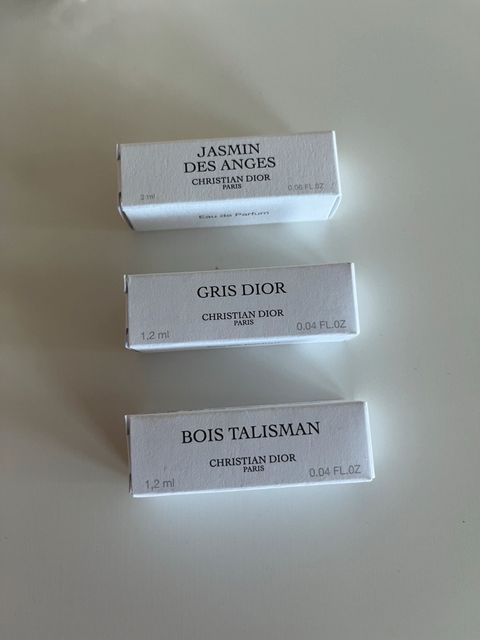 JASMIN
DES ANGES
CHRISTIAN DIOR
PARIS
2 ml
0.06 FL.OZ
Eau de Parfum
GRIS DIOR
CHRISTIAN DIOR
PARIS
1,2 ml
0.04 FL.OZ
BOIS TALISMAN
CHRISTIAN DIOR
PARIS
1,2 ml
0.04 FL.OZ